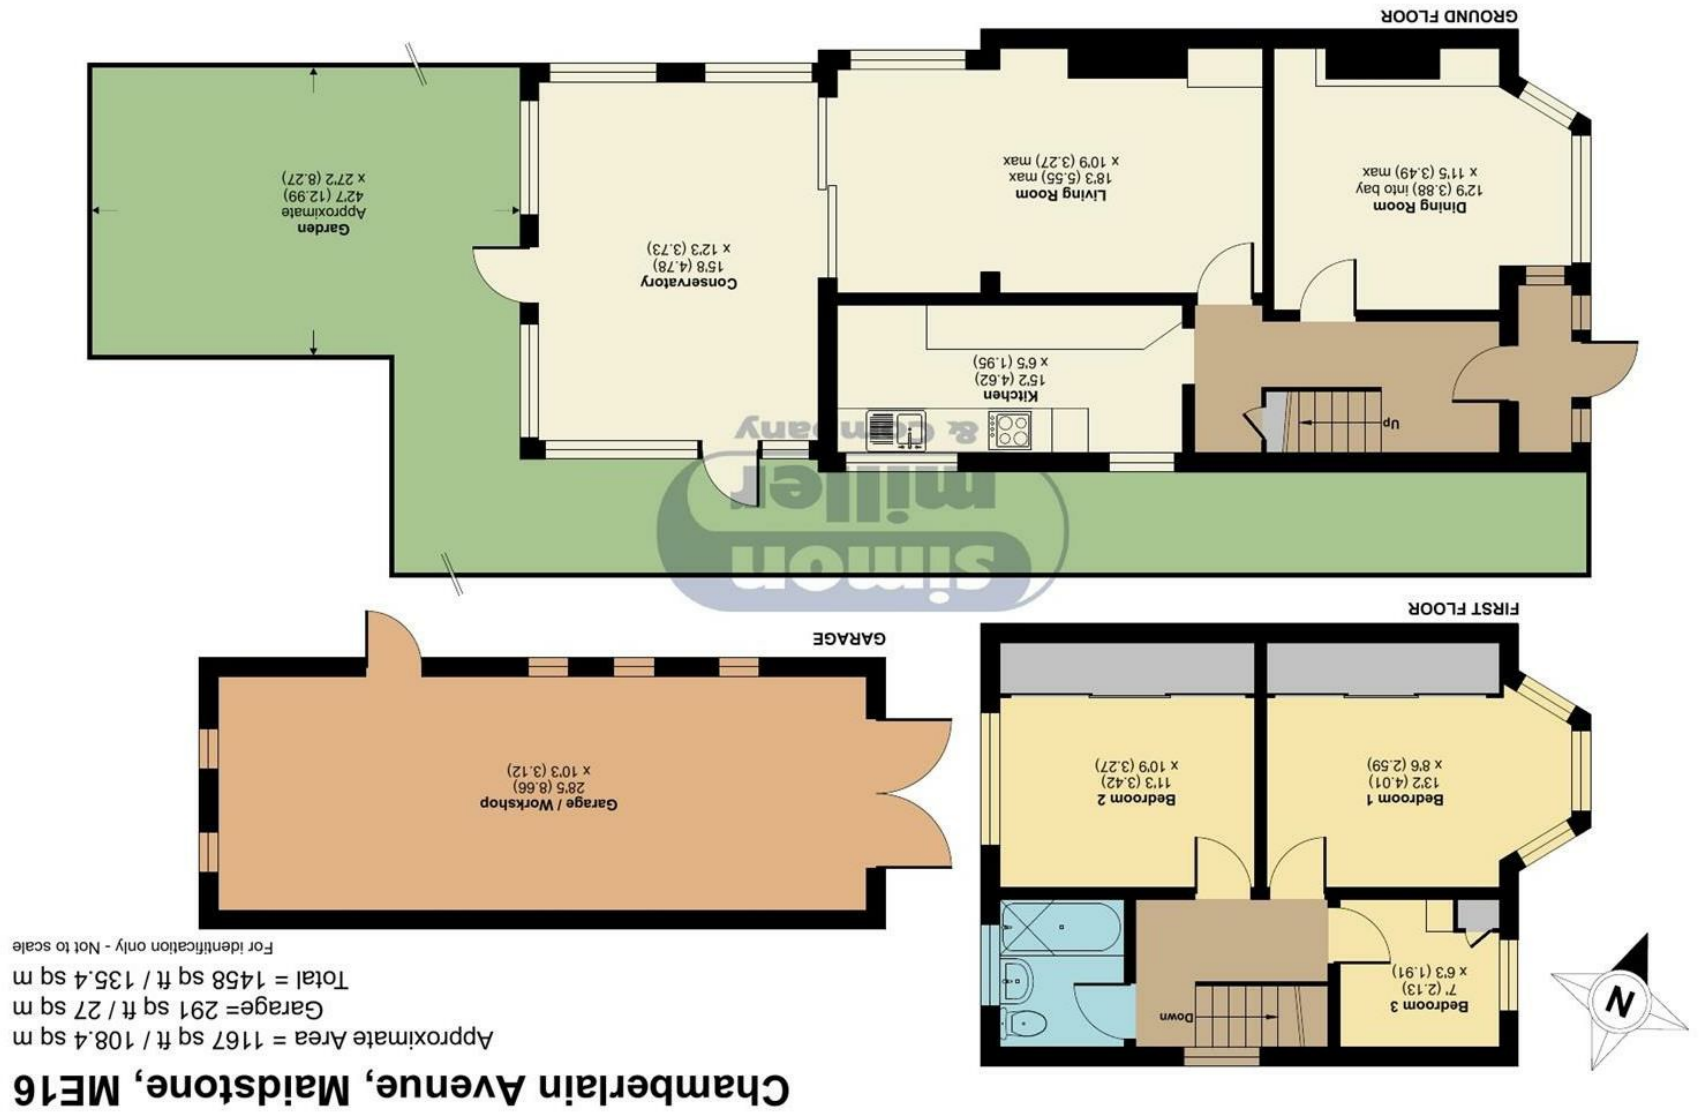 Chamberlain Avenue, Maidstone, ME16
Approximate Area = 1167 sq ft / 108.4 sq m
Garage= 291 sq ft / 27 sq m
Total = 1458 sq ft / 135.4 sq m
For identification only - Not to scale
N
Bedroom 3
7' (2.13)
x 6'3 (1.91)
Down
Bedroom 1
13'2 (4.01)
x 8'6 (2.59)
Bedroom 2
11'3 (3.42)
x 10'9 (3.27)
FIRST FLOOR
Garage / Workshop
28'5 (8.66)
x 10'3 (3.12)
GARAGE
simon
miller
& Company
Up
Kitchen
15'2 (4.62)
x 6'5 (1.95)
Conservatory
15'8 (4.78)
x 12'3 (3.73)
Garden
Approximate
42'7 (12.99)
x 27'2 (8.27)
Dining Room
12'9 (3.88) into bay
x 11'5 (3.49) max
Living Room
18'3 (5.55) max
x 10'9 (3.27) max
GROUND FLOOR